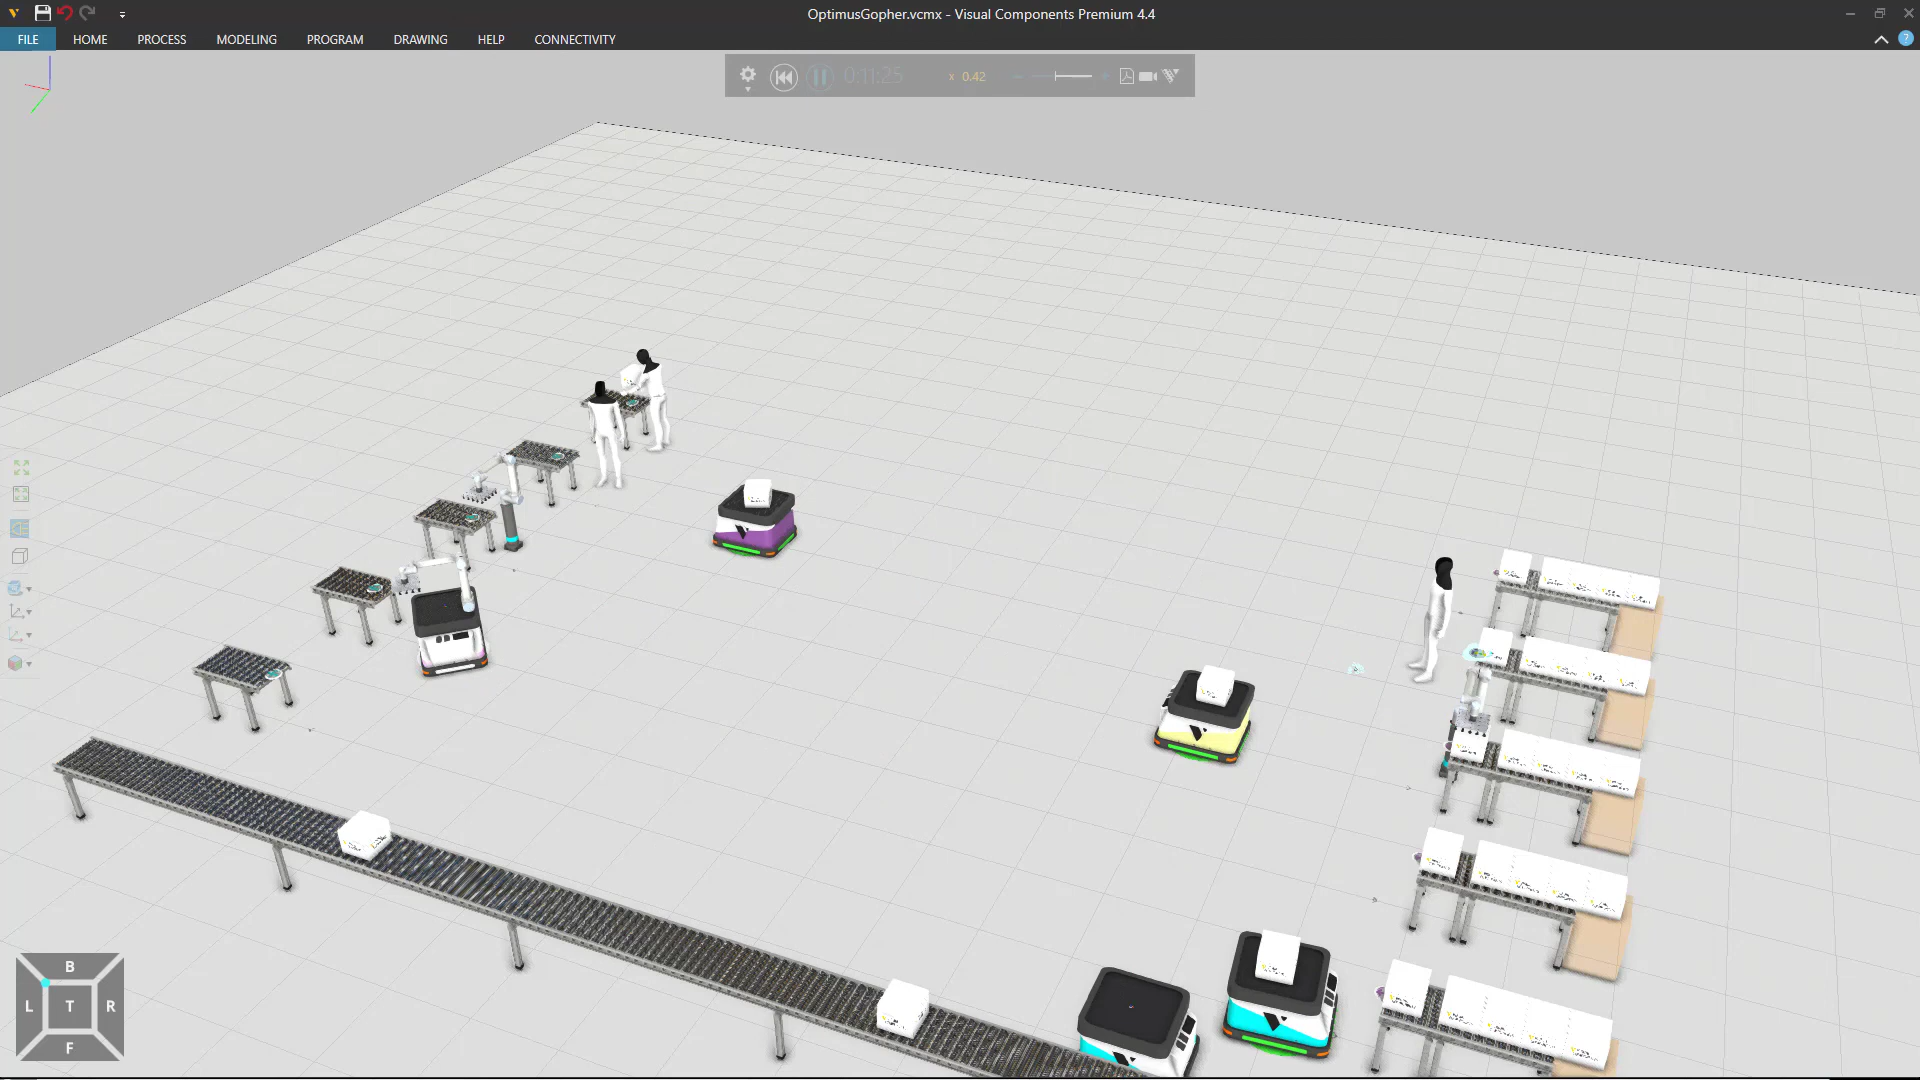 OptimusGopher.vcmx - Visual Components Premium 4.4
FILE HOME PROCESS MODELING PROGRAM DRAWING HELP CONNECTIVITY
0:11:25 x 0.42
B
L T R
F